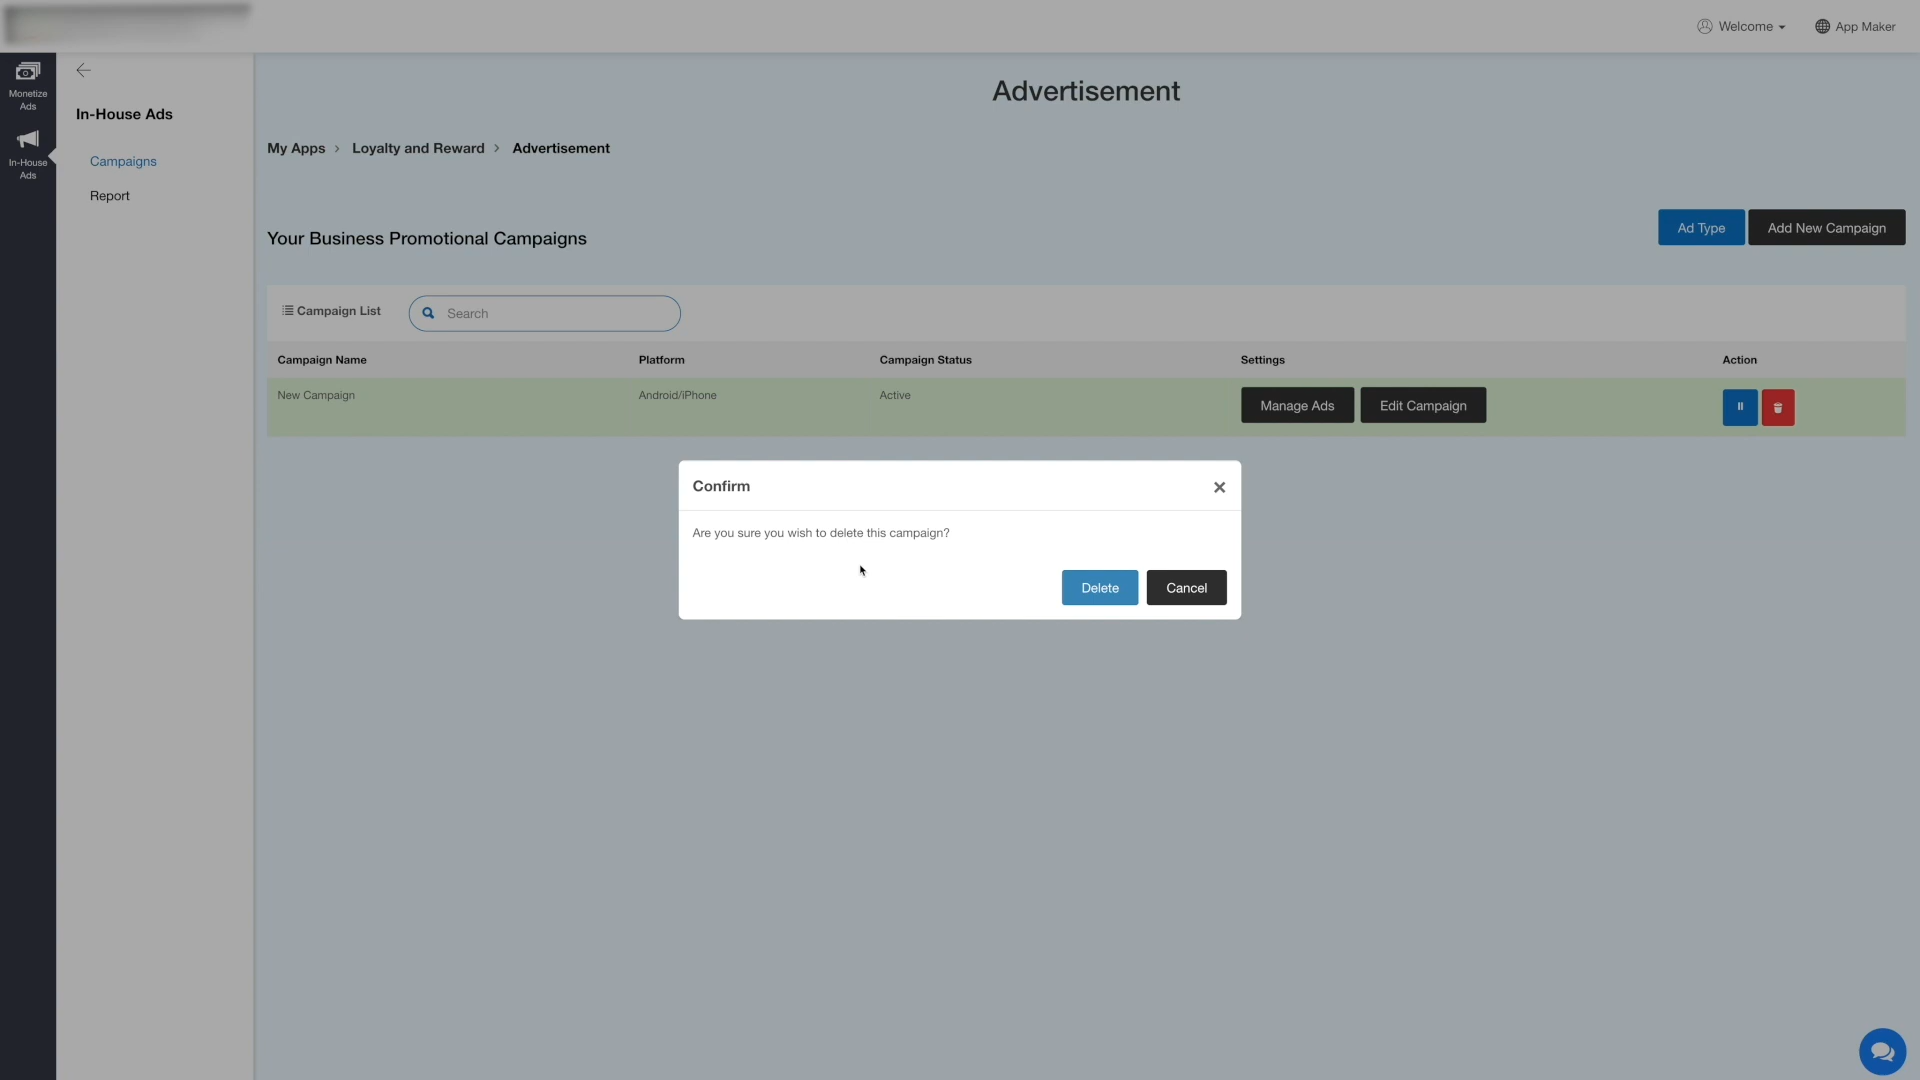 Welcome
App Maker
Monetize
Ads
In-House
Ads
In-House Ads
Campaigns
Report
Advertisement
My Apps > Loyalty and Reward > Advertisement
Your Business Promotional Campaigns
Ad Type
Add New Campaign
Campaign List
Search
Campaign Name Platform Campaign Status Settings Action
New Campaign Android/iPhone Active Manage Ads Edit Campaign
Confirm
Are you sure you wish to delete this campaign?
Delete Cancel